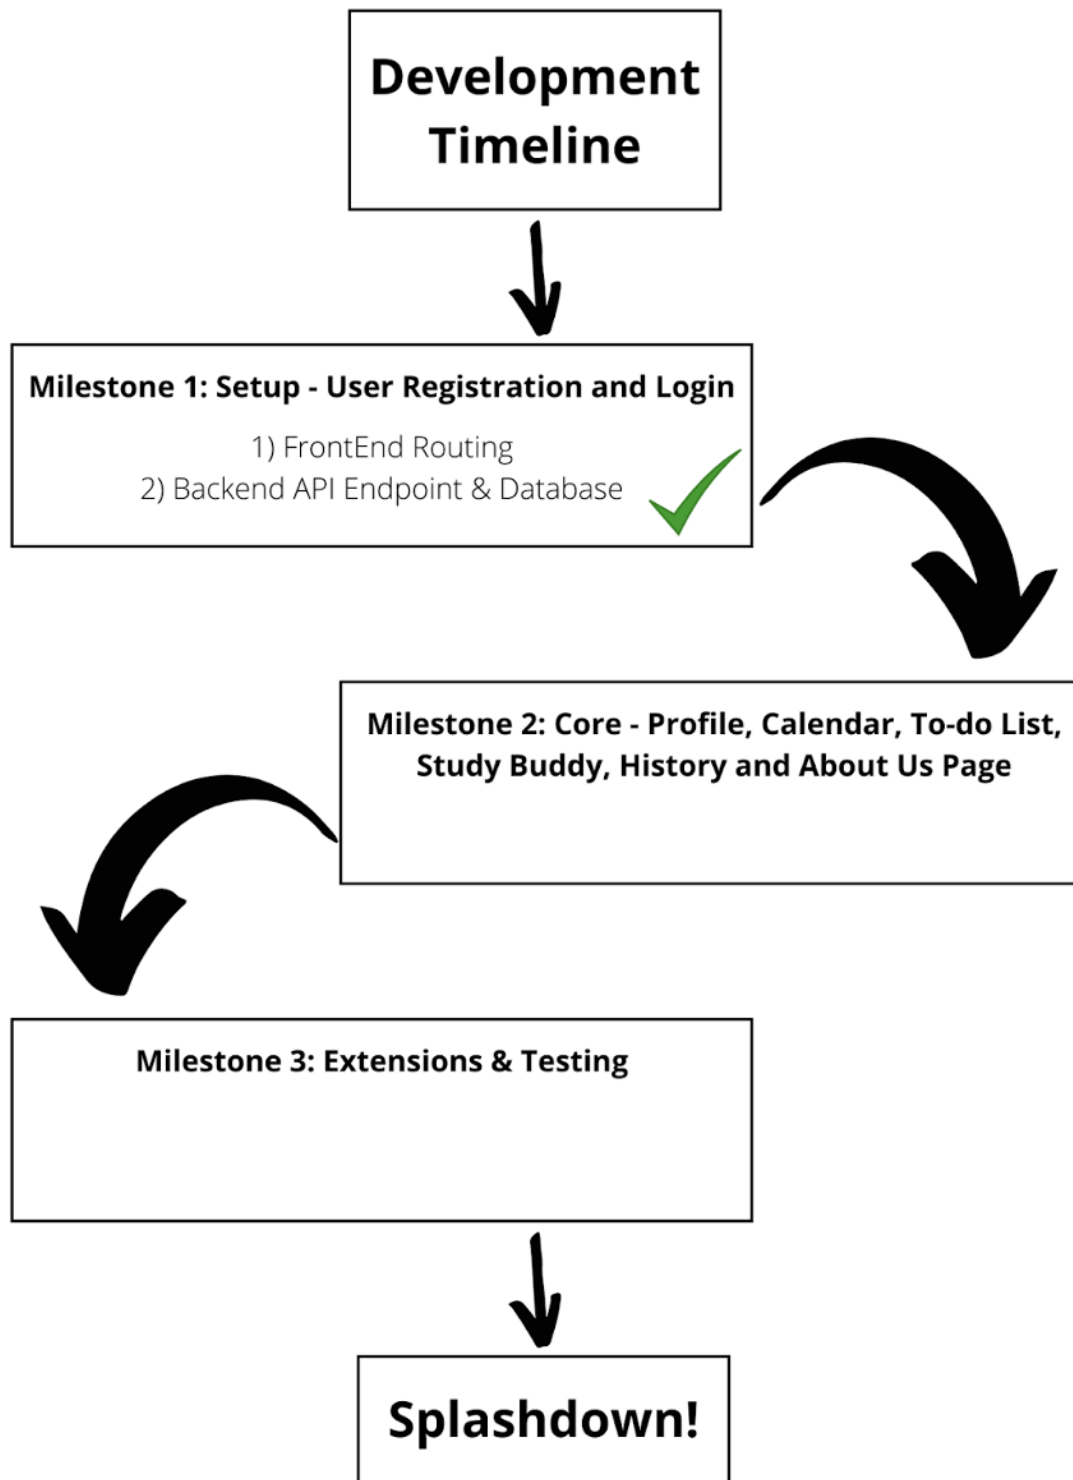 Development
Timeline
Milestone 1: Setup - User Registration and Login
1) FrontEnd Routing
2) Backend API Endpoint & Database
Milestone 2: Core - Profile, Calendar, To-do List,
Study Buddy, History and About Us Page
Milestone 3: Extensions & Testing
Splashdown!